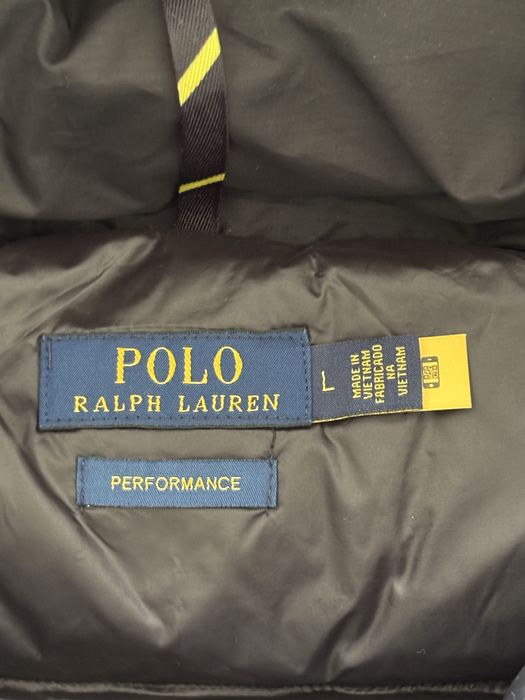 POLO
RALPH LAUREN
L
MADE IN
VIETNAM
FABRICADO
NA
VIETNAM
PERFORMANCE